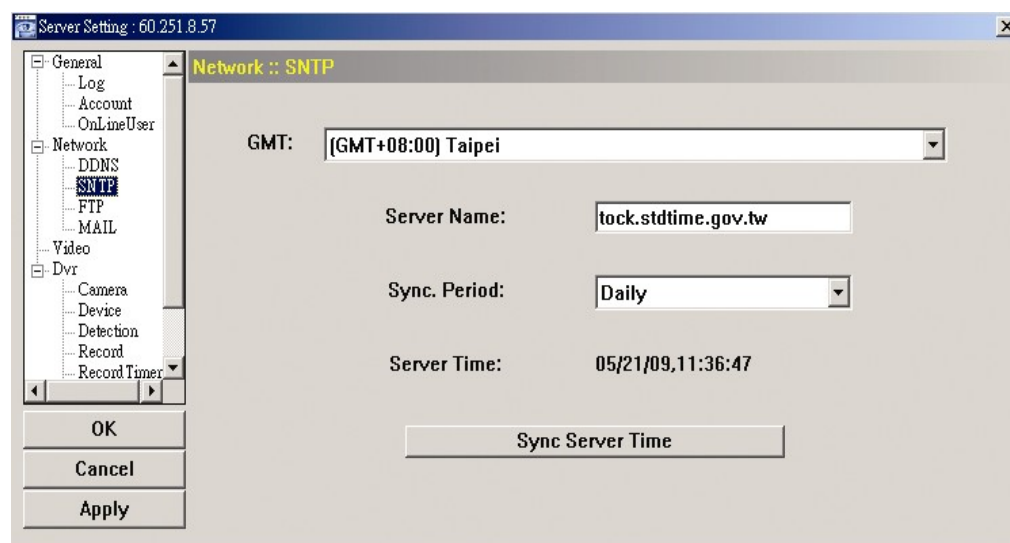 Server Setting : 60.251.8.57
General
Log
Account
OnLineUser
Network
DDNS
SNTP
FTP
MAIL
Video
Dvr
Camera
Device
Detection
Record
Record Timer
OK
Cancel
Apply
Network :: SNTP
GMT: (GMT+08:00) Taipei
Server Name: tock.stdtime.gov.tw
Sync. Period: Daily
Server Time: 05/21/09,11:36:47
Sync Server Time